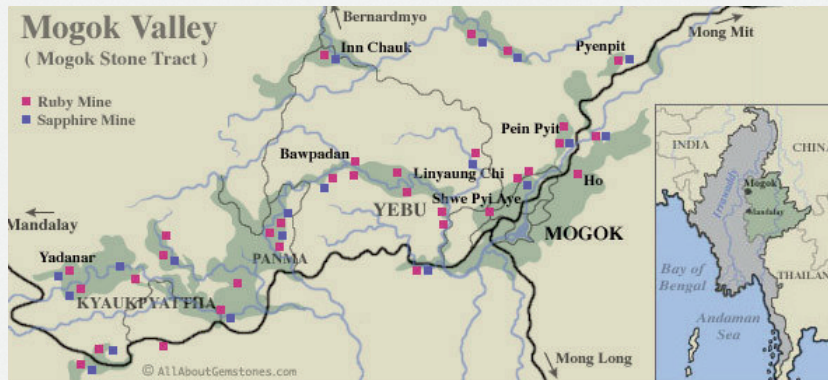 Mogok Valley
( Mogok Stone Tract )
Ruby Mine
Sapphire Mine
Bernardmyo
Inn Chauk
Pyenpit
Mong Mit
Pein Pyit
Bawpadan
Linyaung Chi
Ho
Shwe Pyi Aye
YEBU
MOGOK
Mandalay
PANMA
Yadanar
KYAUKPYATTHA
Mong Long
© AllAboutGemstones.com
INDIA
CHINA
Mogok
Irrawaddy
Mandalay
Bay of
Bengal
THAILAND
Andaman
Sea